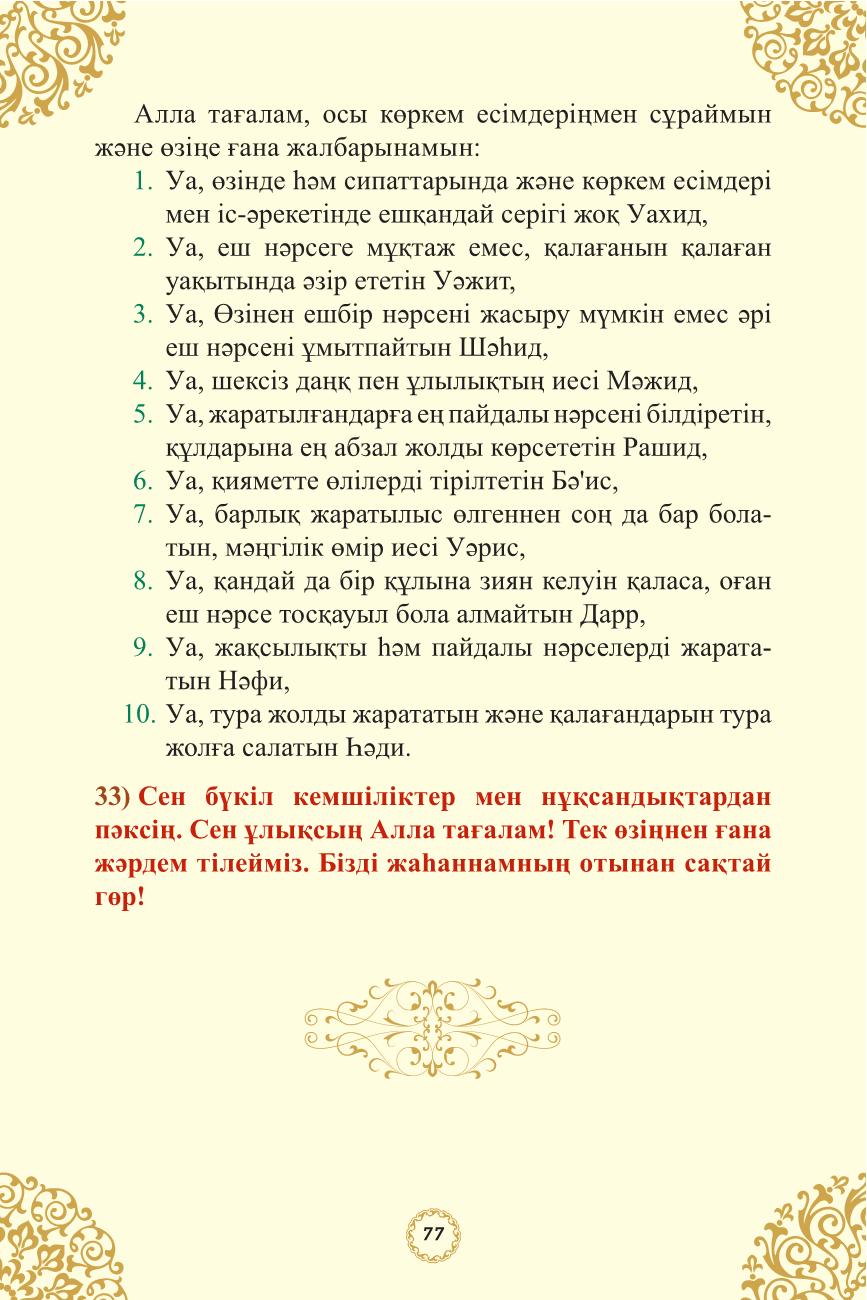 Алла тағалам, осы көркем есімдеріңмен сұраймын
және өзіңе ғана жалбарынамын:
1. Уа, өзінде һәм сипаттарында және көркем есімдері
мен іс-әрекетінде ешқандай серігі жоқ Уахид,
2. Уа, еш нәрсеге мұқтаж емес, қалағанын қалаған
уақытында әзір ететін Уәжит,
3. Уа, Өзінен ешбір нәрсені жасыру мүмкін емес әрі
еш нәрсені ұмытпайтын Шәһид,
4. Уа, шексіз даңқ пен ұлылықтың иесі Мәжид,
5. Уа, жаратылғандарға ең пайдалы нәрсені білдіретін,
құлдарына ең абзал жолды көрсететін Рашид,
6. Уа, қияметте өлілерді тірілтетін Бә'ис,
7. Уа, барлық жаратылыс өлгеннен соң да бар бола-
тын, мәңгілік өмір иесі Уәрис,
8. Уа, қандай да бір құлына зиян келуін қаласа, оған
еш нәрсе тосқауыл бола алмайтын Дарр,
9. Уа, жақсылықты һәм пайдалы нәрселерді жарата-
тын Нәфи,
10. Уа, тура жолды жарататын және қалағандарын тура
жолға салатын Һәди.
33) Сен бүкіл кемшіліктер мен нұқсандықтардан
пәксің. Сен ұлықсың Алла тағалам! Тек өзіңнен ғана
жәрдем тілейміз. Бізді жаһаннамның отынан сақтай
гөр!
77